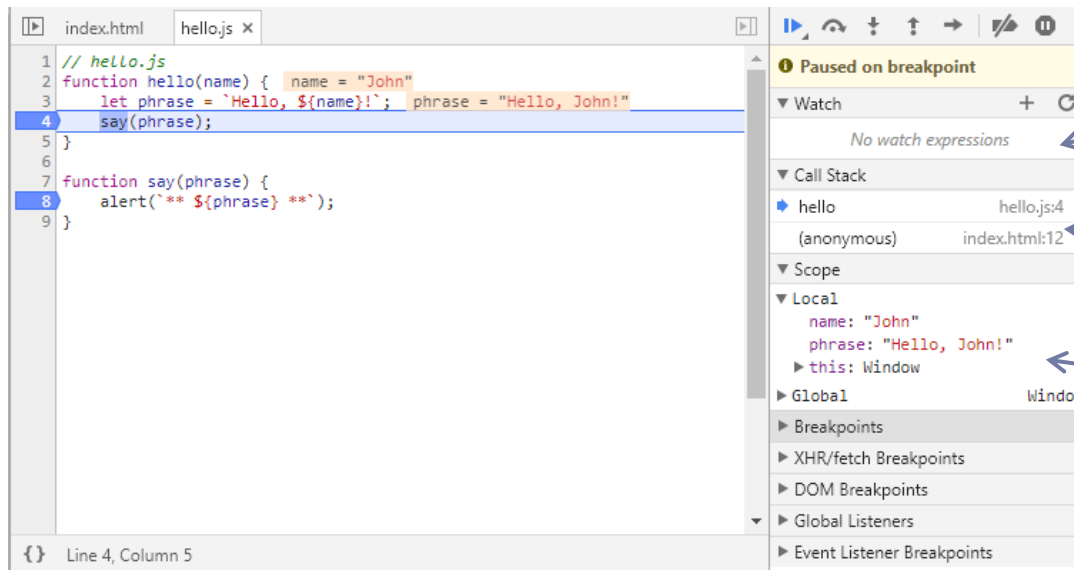 index.html
hello.js ×
1 // hello.js
2 function hello(name) {  name = "John"
3     let phrase = `Hello, ${name}!`;  phrase = "Hello, John!"
4     say(phrase);
5 }
6
7 function say(phrase) {
8     alert(`** ${phrase} **`);
9 }
{ } Line 4, Column 5
Paused on breakpoint
Watch
No watch expressions
Call Stack
hello hello.js:4
(anonymous) index.html:12
Scope
Local
name: "John"
phrase: "Hello, John!"
this: Window
Global Windo
Breakpoints
XHR/fetch Breakpoints
DOM Breakpoints
Global Listeners
Event Listener Breakpoints